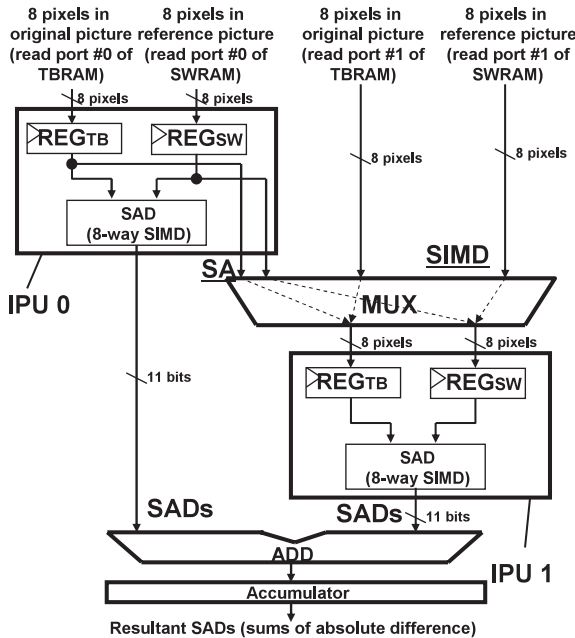 8 pixels in
original picture
(read port #0 of
TBRAM)
8 pixels in
reference picture
(read port #0 of
SWRAM)
8 pixels in
original picture
(read port #1 of
TBRAM)
8 pixels in
reference picture
(read port #1 of
SWRAM)
8 pixels
8 pixels
REGTB
REGSW
8 pixels
8 pixels
SAD
(8-way SIMD)
IPU 0
SA
SIMD
MUX
8 pixels
8 pixels
11 bits
REGTB
REGSW
SAD
(8-way SIMD)
SADs
SADs
11 bits
ADD
IPU 1
Accumulator
Resultant SADs (sums of absolute difference)